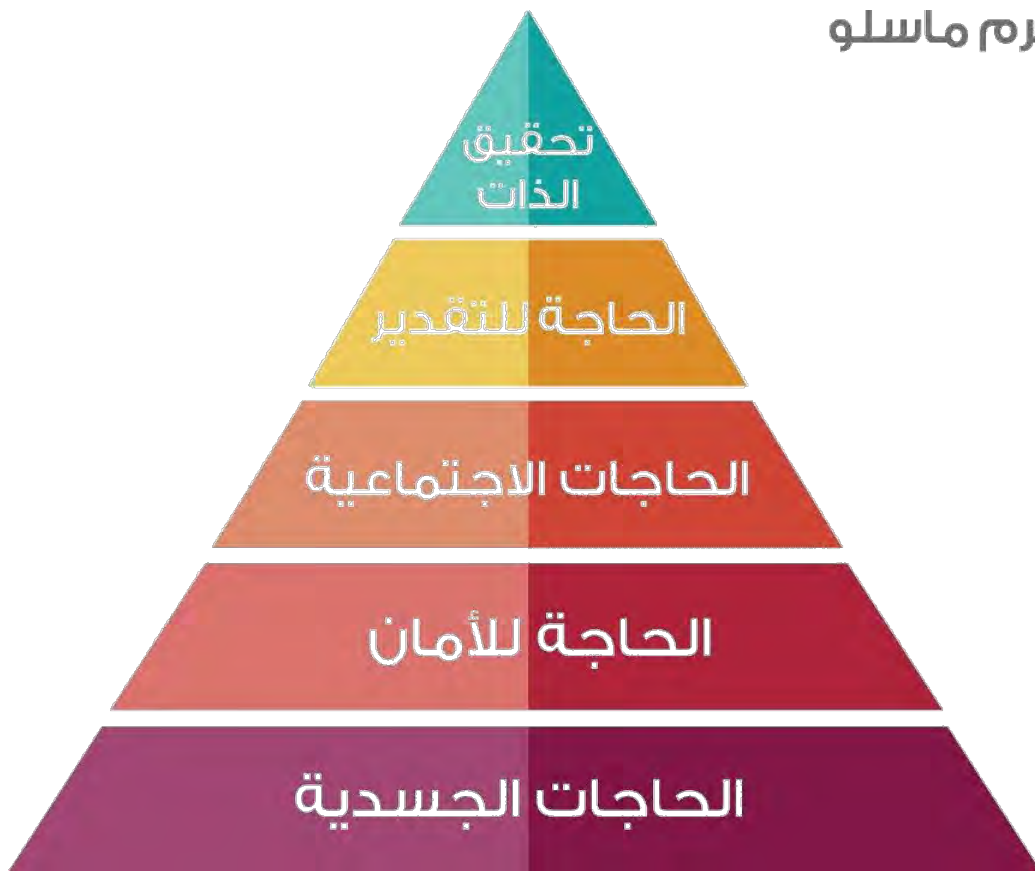 رم ماسلو
تحقيق
الذات
الحاجة للتقدير
الحاجات الاجتماعية
الحاجة للأمان
الحاجات الجسدية